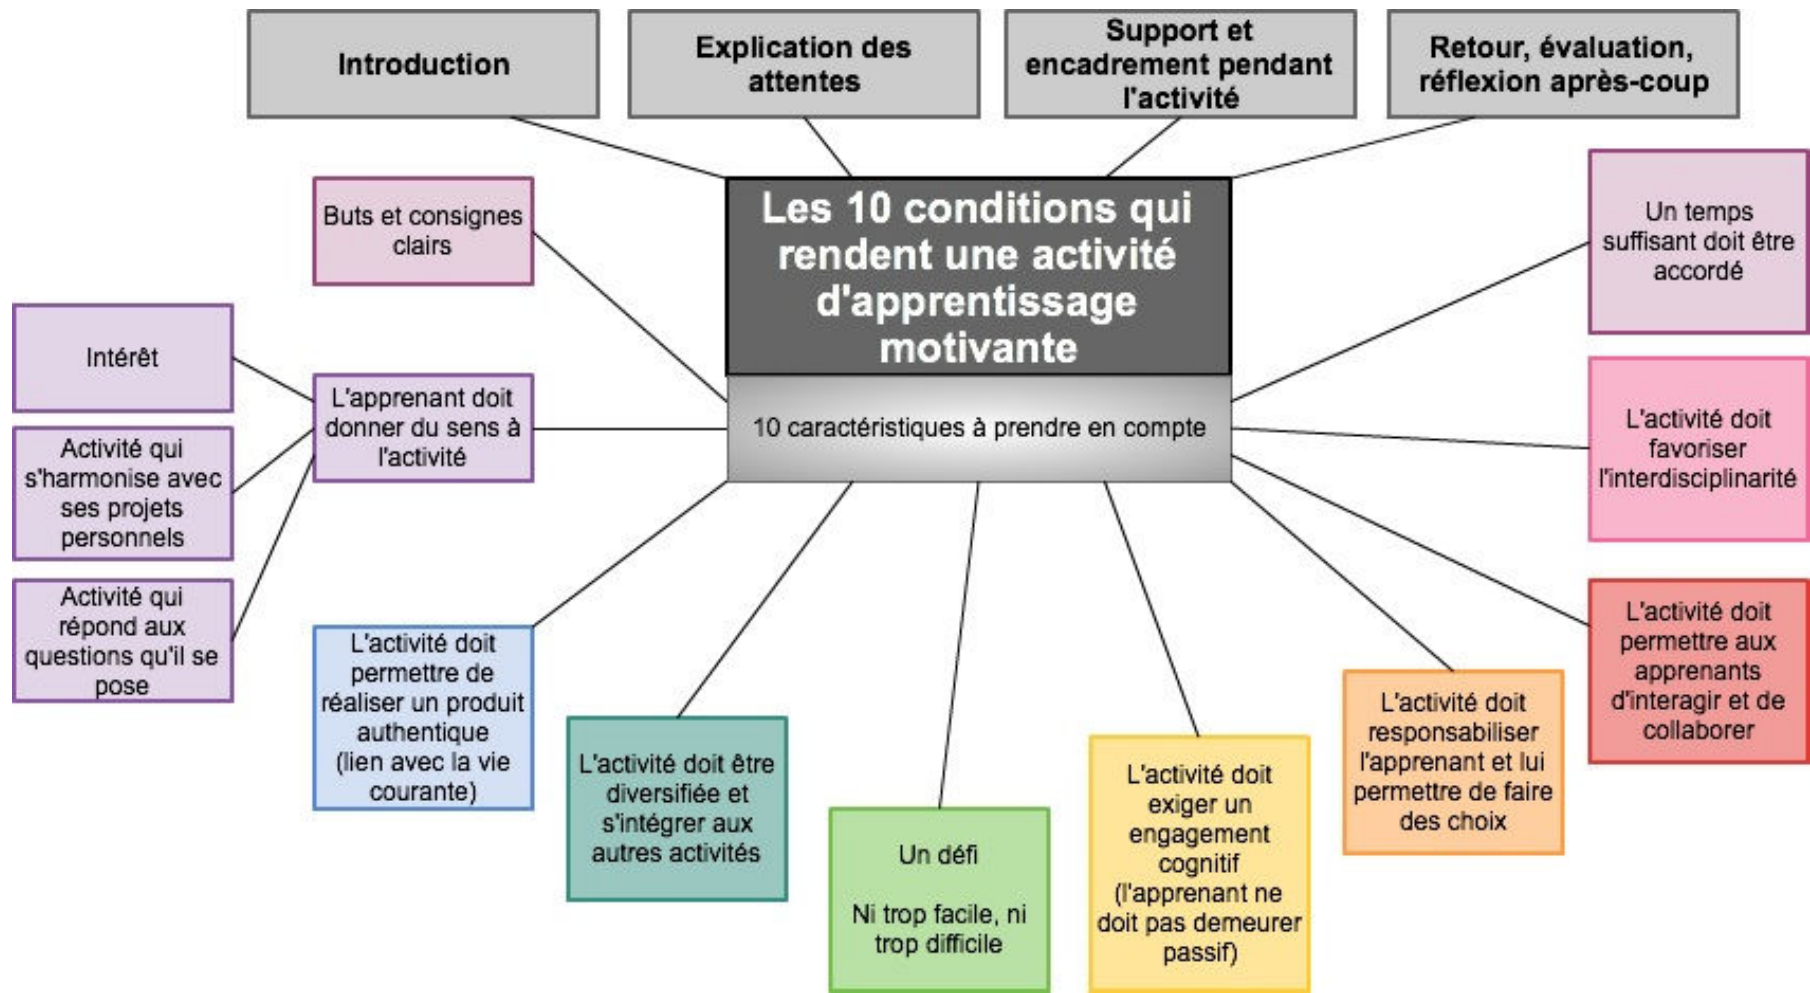 Introduction
Explication des
attentes
Support et
encadrement pendant
l'activité
Retour, évaluation,
réflexion après-coup
Les 10 conditions qui
rendent une activité
d'apprentissage
motivante
10 caractéristiques à prendre en compte
Buts et consignes
clairs
L'apprenant doit
donner du sens à
l'activité
Intérêt
Activité qui
s'harmonise avec
ses projets
personnels
Activité qui
répond aux
questions qu'il se
pose
L'activité doit
permettre de
réaliser un produit
authentique
(lien avec la vie
courante)
L'activité doit être
diversifiée et
s'intégrer aux
autres activités
Un défi
Ni trop facile, ni
trop difficile
L'activité doit
exiger un
engagement
cognitif
(l'apprenant ne
doit pas demeurer
passif)
L'activité doit
responsabiliser
l'apprenant et lui
permettre de faire
des choix
L'activité doit
permettre aux
apprenants
d'interagir et de
collaborer
L'activité doit
favoriser
l'interdisciplinarité
Un temps
suffisant doit être
accordé